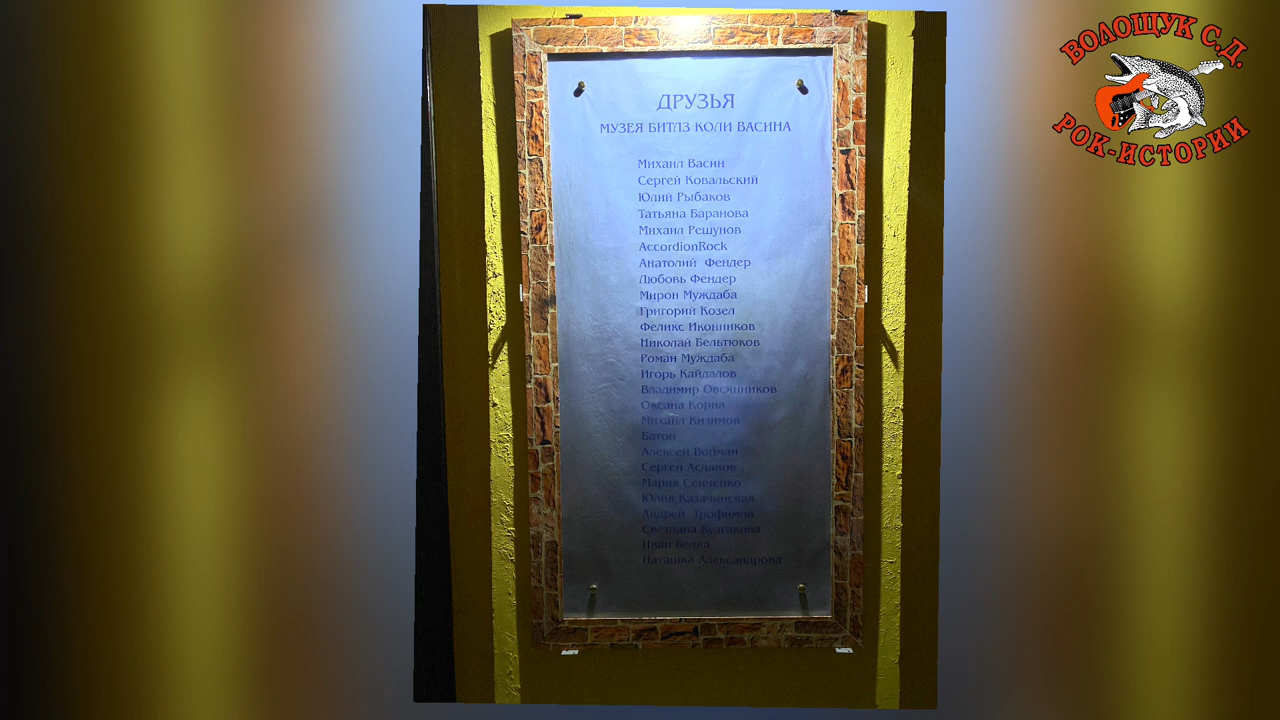 ДРУЗЬЯ
МУЗЕЯ БИТЛЗ КОЛИ ВАСИНА
Михаил Васин
Сергей Ковальский
Юлий Рыбаков
Татьяна Баранова
Михаил Решунов
AccordionRock
Анатолий Фендер
Любовь Фендер
Мирон Муждаба
Григорий Козел
Феликс Иконников
Николай Бельтюков
Роман Муждаба
Игорь Кайдалов
Владимир Овсянников
Оксана Корна
Михаил Кизимов
Батон
Алексей
Сергей Асланов
Мария Сенченко
Юлия Казачинская
Андрей Трофимов
Светлана Булгакова
Иван Белка
Наташка Александрова
ВОЛОЩУК С.Д.
РОК-ИСТОРИИ